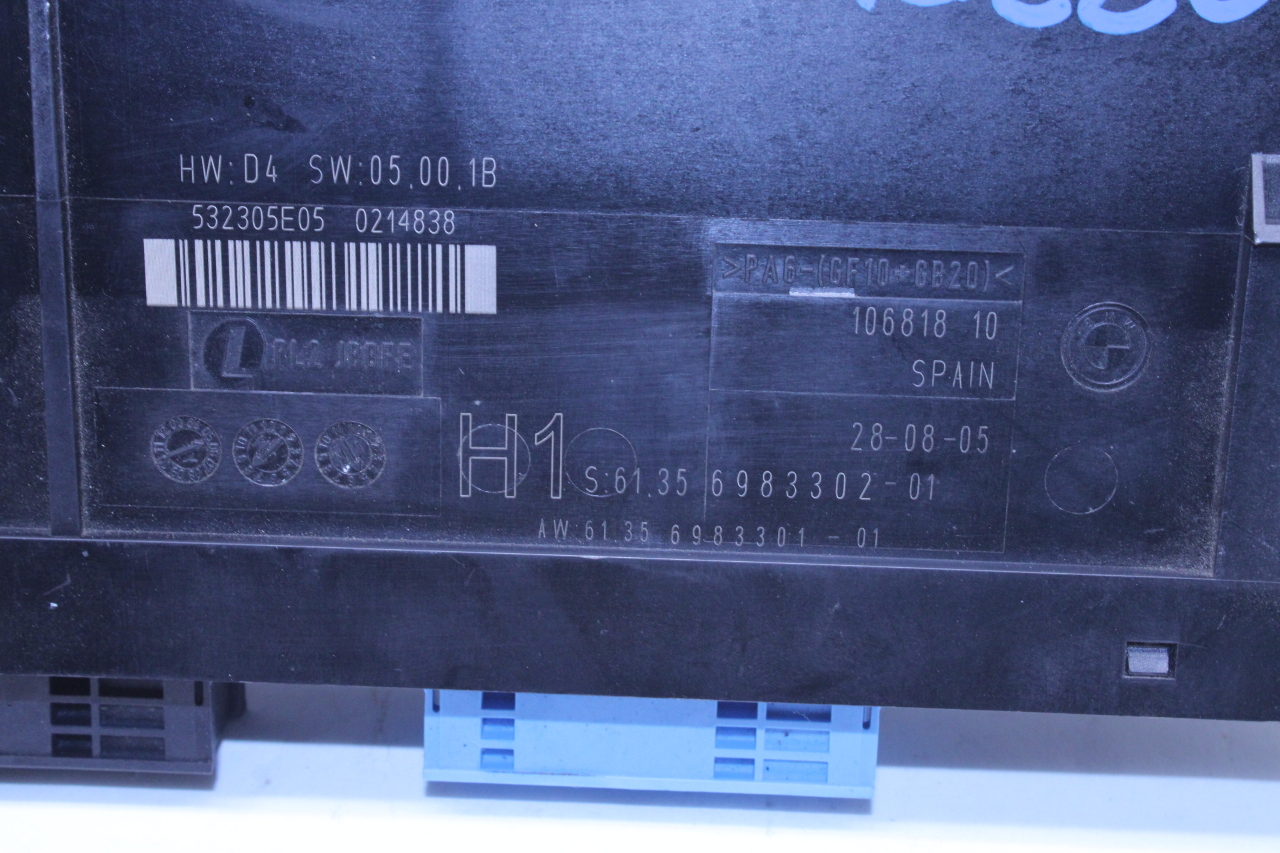 HW:D4 SW:05.00.1B
532305E05 0214838
>PA6-(GF10+GB20)<
106818 10
SPAIN
28-08-05
H1 S:61.35 6983302-01
AW:61.35 6983301-01